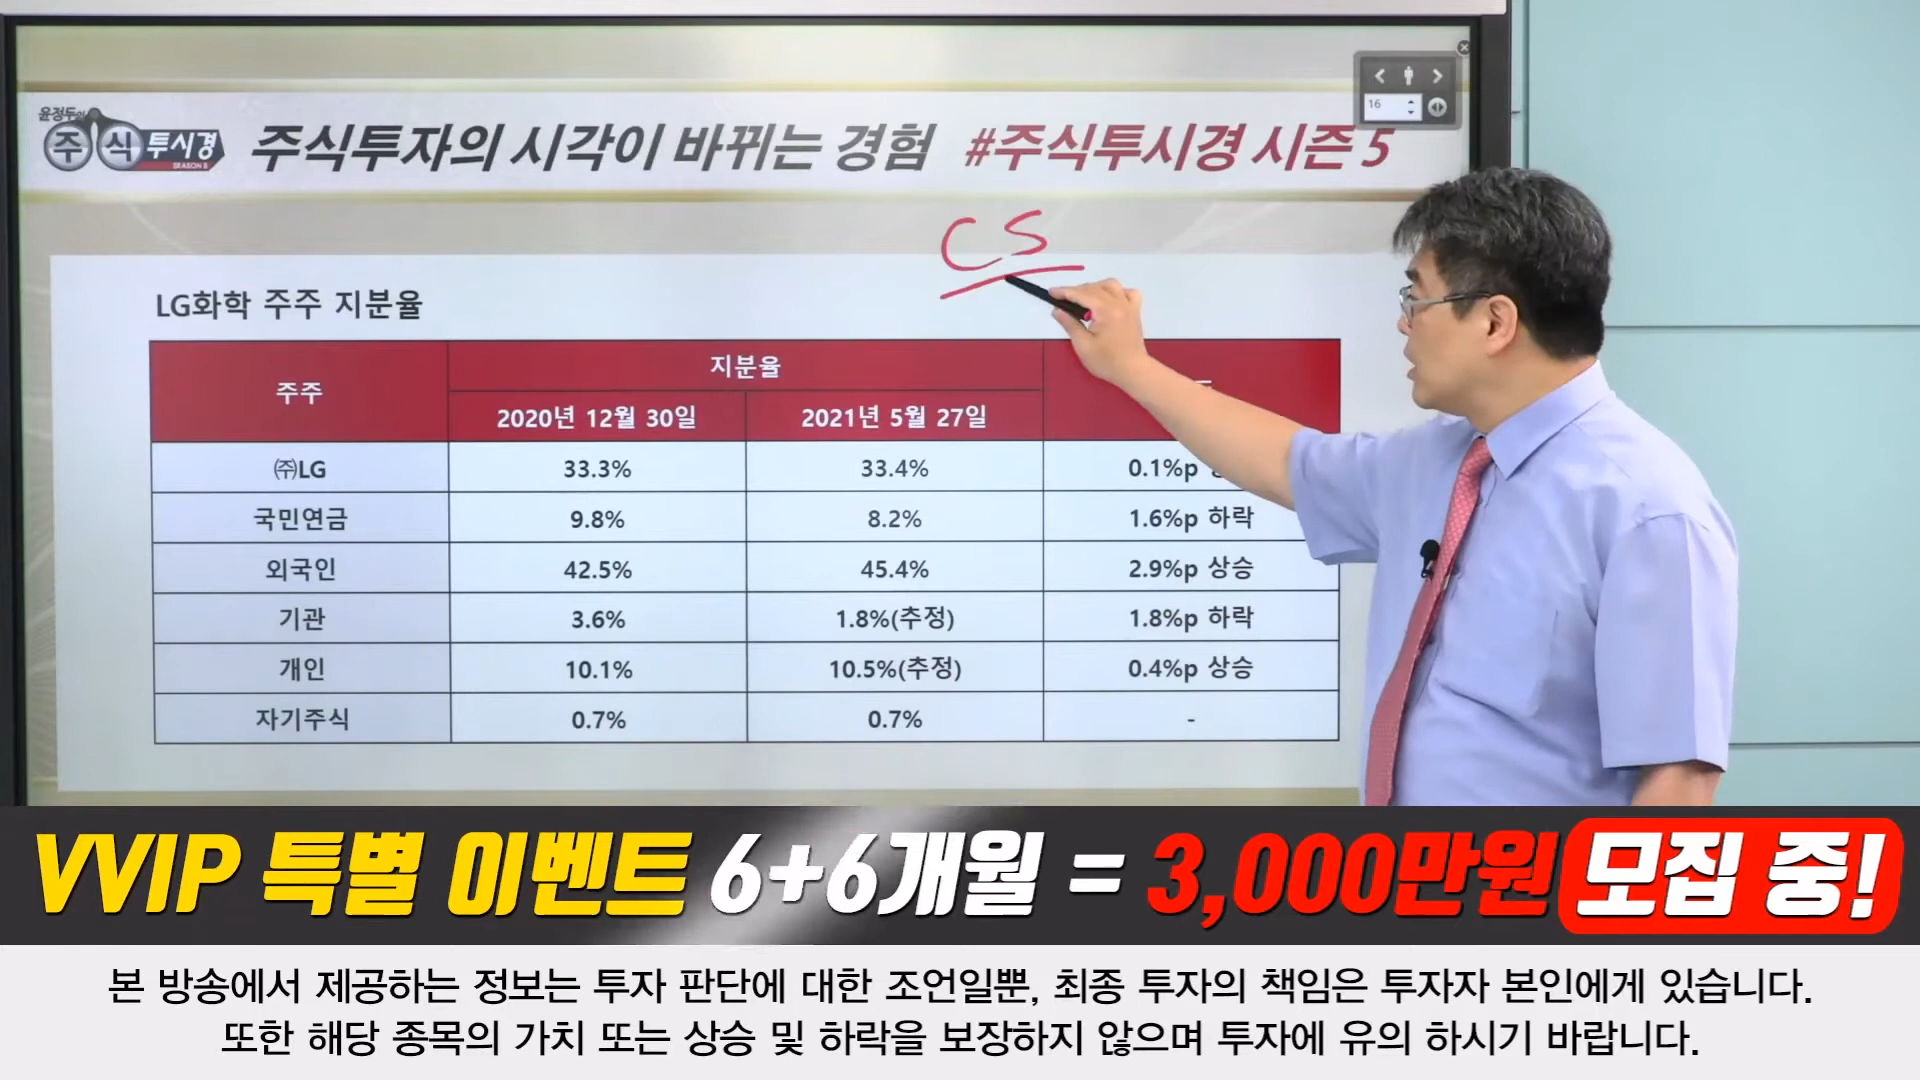 윤정두의
주식투시경
SEASON 5
주식투자의 시각이 바뀌는 경험 #주식투시경 시즌 5
16
CS
LG화학 주주 지분율
주주 지분율
2020년 12월 30일 2021년 5월 27일
㈜LG 33.3% 33.4% 0.1%p
국민연금 9.8% 8.2% 1.6%p 하락
외국인 42.5% 45.4% 2.9%p 상승
기관 3.6% 1.8%(추정) 1.8%p 하락
개인 10.1% 10.5%(추정) 0.4%p 상승
자기주식 0.7% 0.7% -
VVIP 특별 이벤트 6+6개월 = 3,000만원 모집 중!
본 방송에서 제공하는 정보는 투자 판단에 대한 조언일뿐, 최종 투자의 책임은 투자자 본인에게 있습니다.
또한 해당 종목의 가치 또는 상승 및 하락을 보장하지 않으며 투자에 유의 하시기 바랍니다.